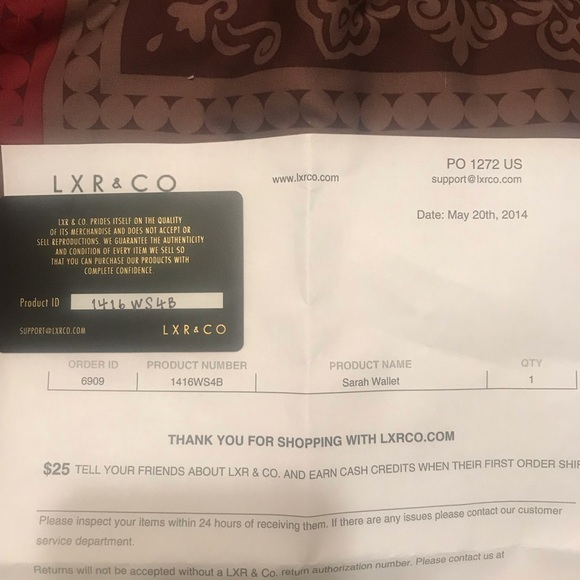 LXR & CO
www.lxrco.com
PO 1272 US
support@lxrco.com
Date: May 20th, 2014
LXR & CO. PRIDES ITSELF ON THE QUALITY
OF ITS MERCHANDISE AND DOES NOT ACCEPT OR
SELL REPRODUCTIONS. WE GUARANTEE THE AUTHENTICITY
AND CONDITION OF EVERY ITEM WE SELL SO
THAT YOU CAN PURCHASE OUR PRODUCTS WITH
COMPLETE CONFIDENCE
Product ID 1416WS4B
SUPPORT@LXRCO.COM LXR&CO
ORDER ID PRODUCT NUMBER PRODUCT NAME QTY
6909 1416WS4B Sarah Wallet 1
THANK YOU FOR SHOPPING WITH LXRCO.COM
$25 TELL YOUR FRIENDS ABOUT LXR & CO. AND EARN CASH CREDITS WHEN THEIR FIRST ORDER SHI
Please inspect your items within 24 hours of receiving them. If there are any issues please contact our customer
service department.
Returns will not be accepted without a LXR & Co. return authorization number. Please contact us at